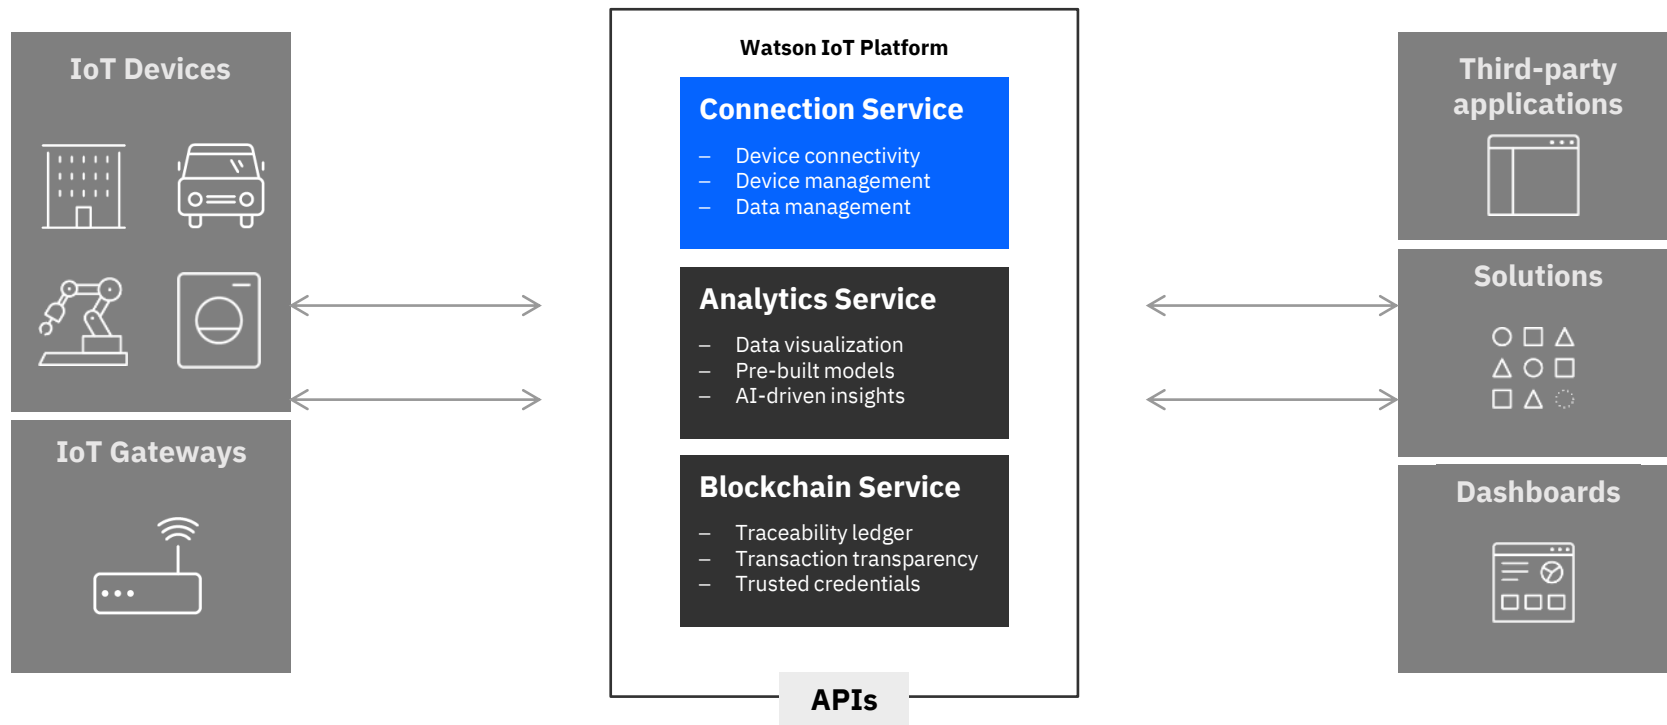 IoT Devices
IoT Gateways
Watson IoT Platform
Connection Service
– Device connectivity
– Device management
– Data management
Analytics Service
– Data visualization
– Pre-built models
– AI-driven insights
Blockchain Service
– Traceability ledger
– Transaction transparency
– Trusted credentials
APIs
Third-party
applications
Solutions
Dashboards